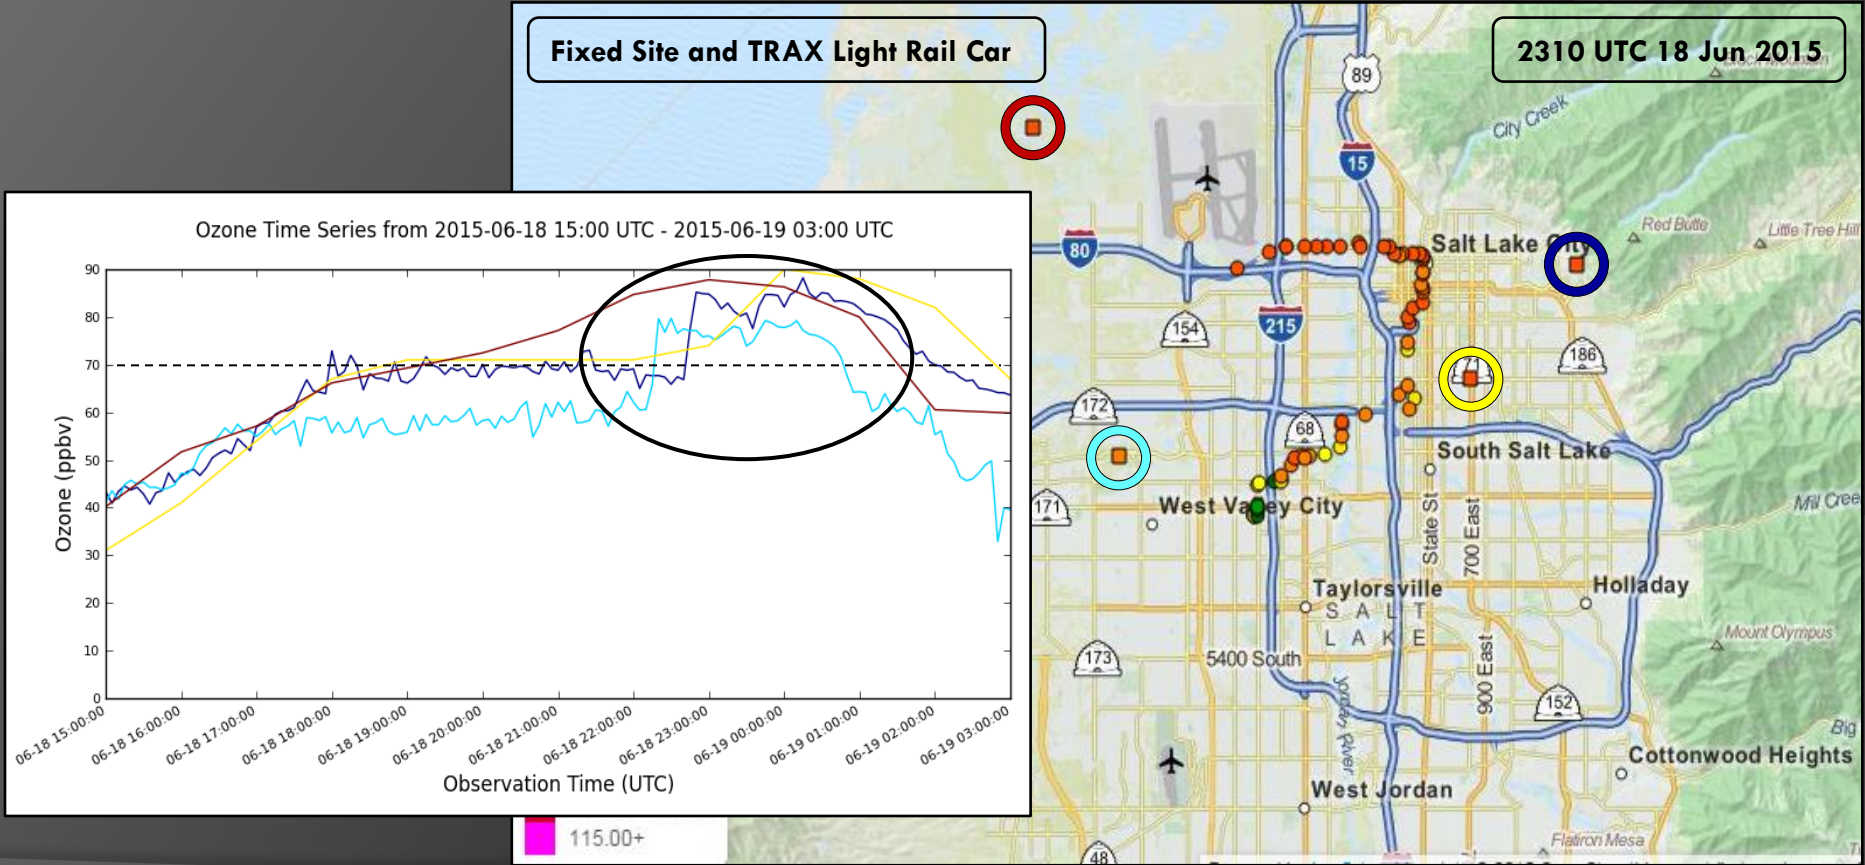 Fixed Site and TRAX Light Rail Car
2310 UTC 18 Jun 2015
89
City Creek
15
Red Butte
Little Tree Hill
80
Salt Lake City
154
215
186
71
172
68
South Salt Lake
171
West Valley City
State St
700 East
Mill Cree
Taylorsville
Holladay
SALT
LAKE
Mount Olympus
173
5400 South
900 East
Jordan River
152
Big
Cottonwood Heights
West Jordan
Flatiron Mesa
48
Ozone Time Series from 2015-06-18 15:00 UTC - 2015-06-19 03:00 UTC
Ozone (ppbv)
90
80
70
60
50
40
30
20
10
0
06-18 15:00:00
06-18 16:00:00
06-18 17:00:00
06-18 18:00:00
06-18 19:00:00
06-18 20:00:00
06-18 21:00:00
06-18 22:00:00
06-18 23:00:00
06-19 00:00:00
06-19 01:00:00
06-19 02:00:00
06-19 03:00:00
Observation Time (UTC)
115.00+